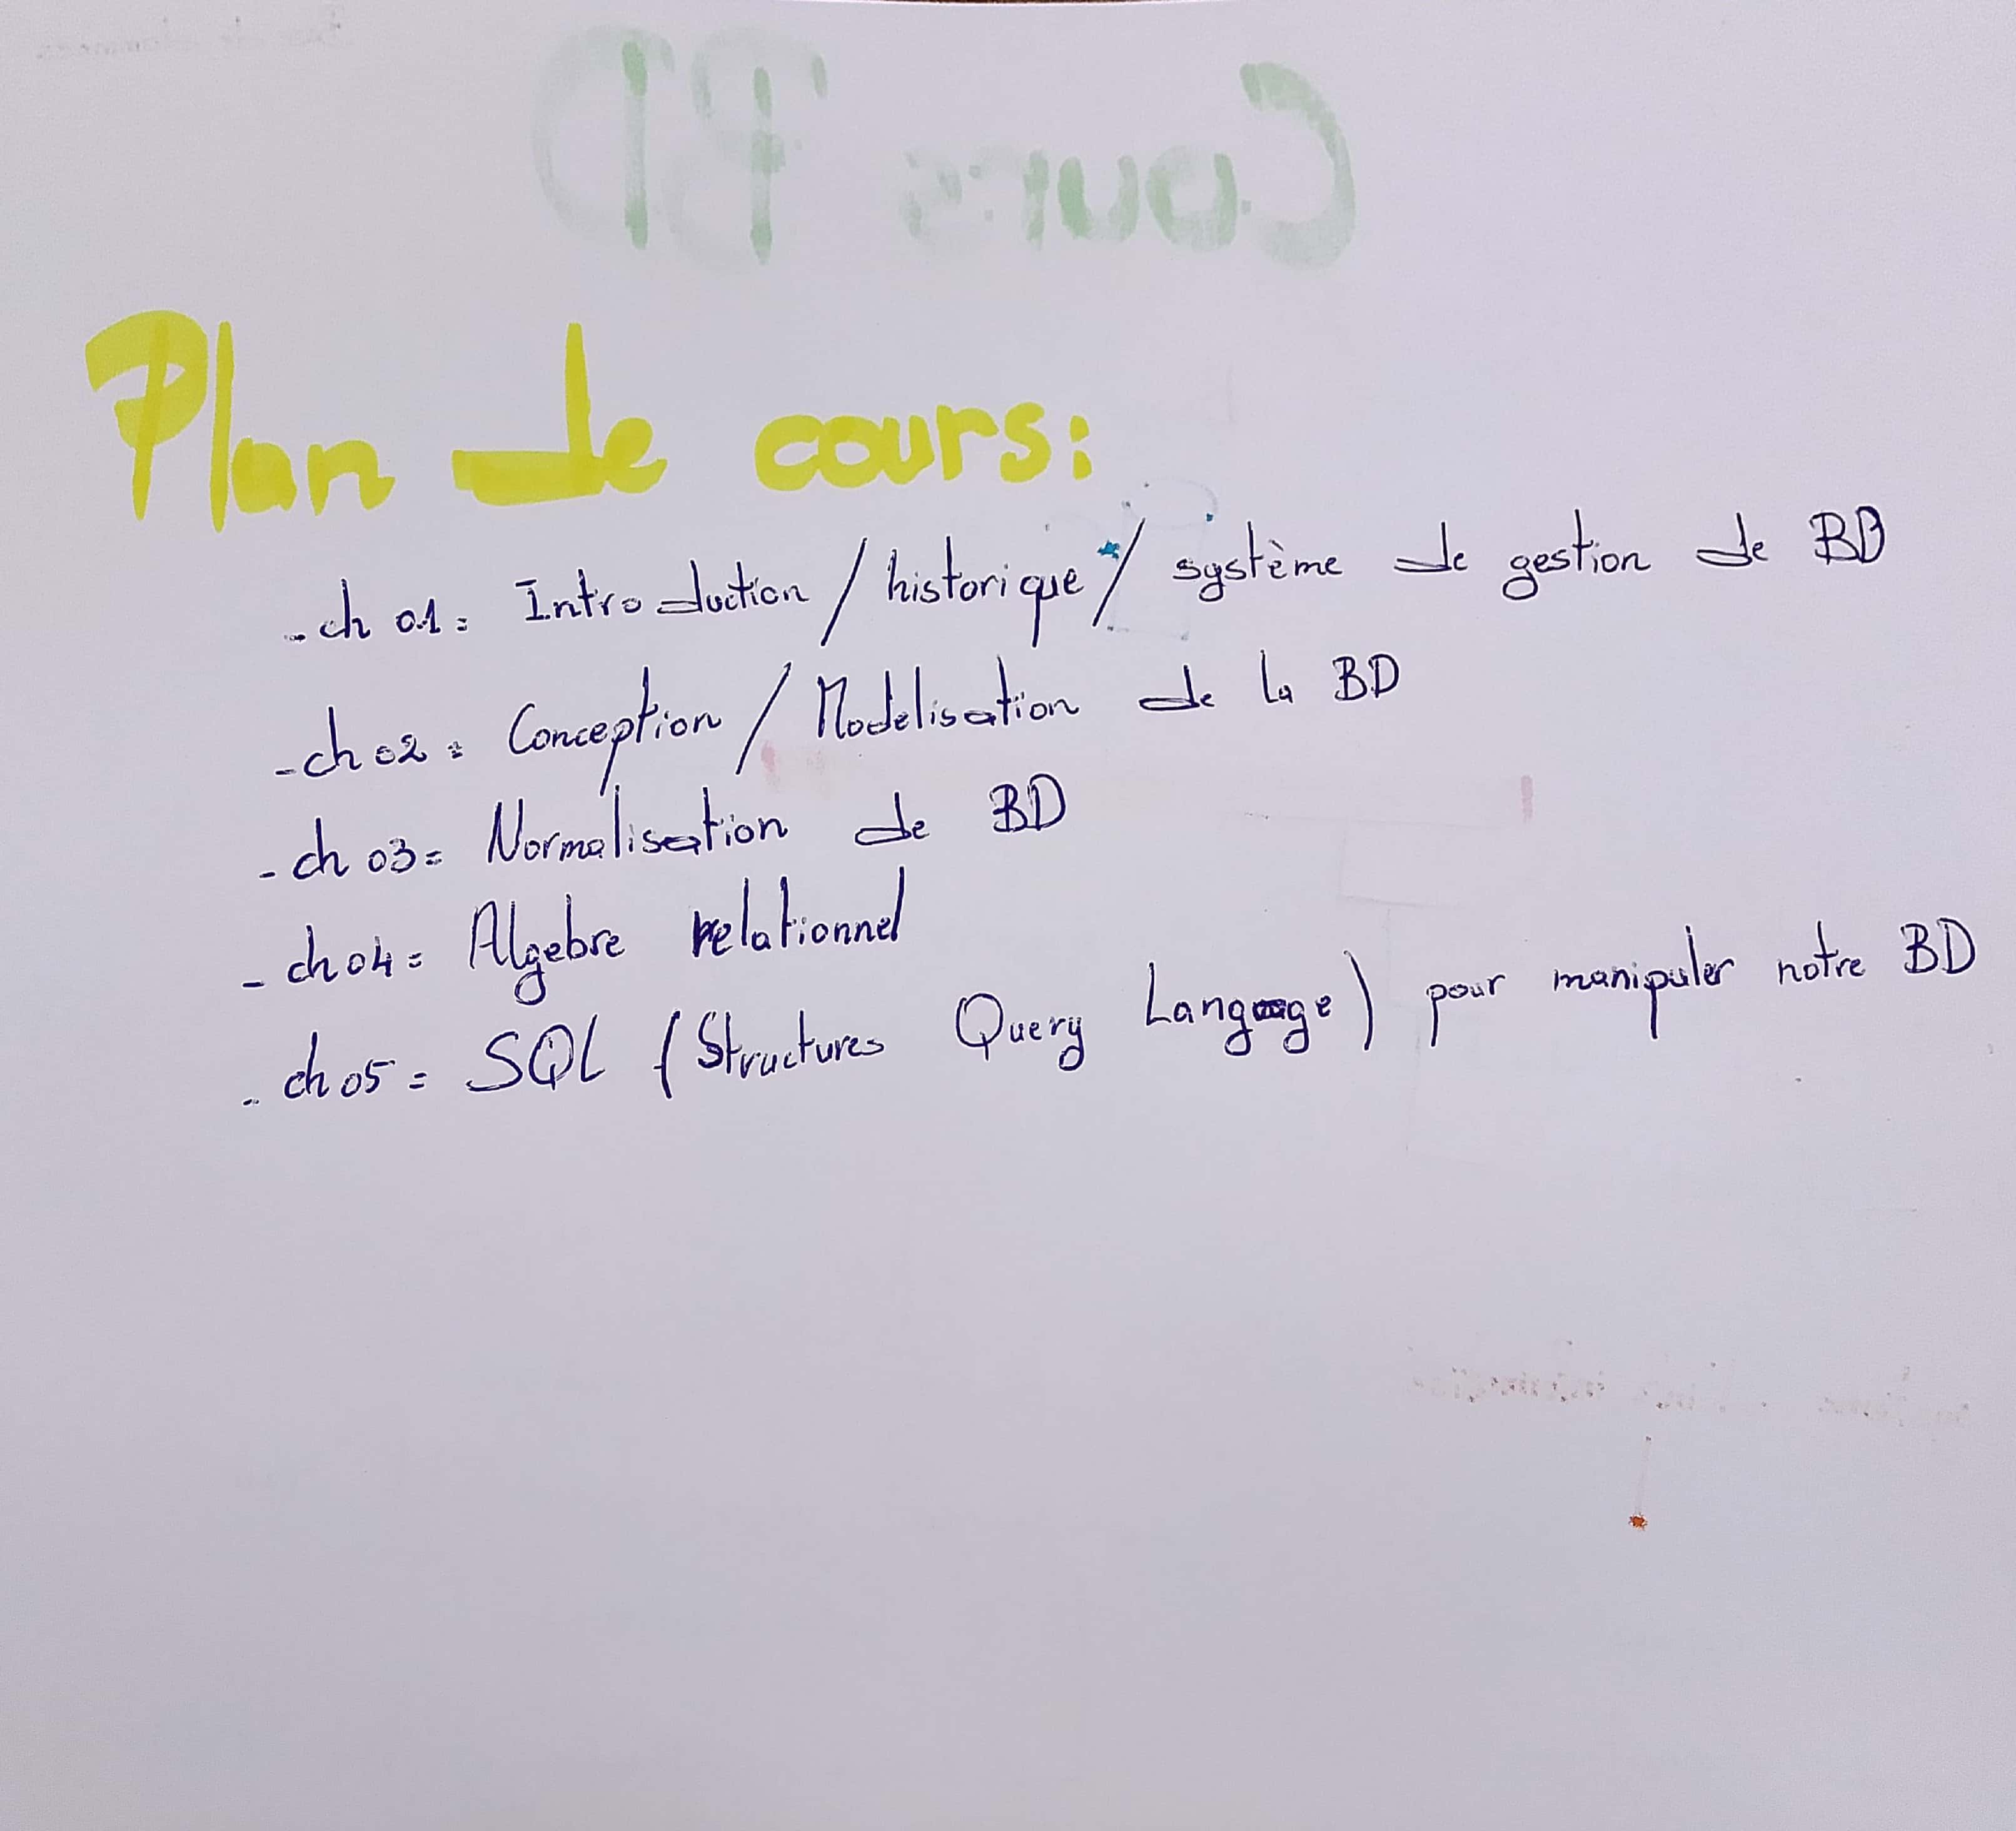 Cours BD
Plan de cours:
- ch 01: Introduction / historique / système de gestion de BD
- ch 02: Conception / Modelisation de la BD
- ch 03= Normalisation de BD
- ch 04= Algebre relationnel
- ch 05= SQL (Structures Query Langage) pour manipuler notre BD